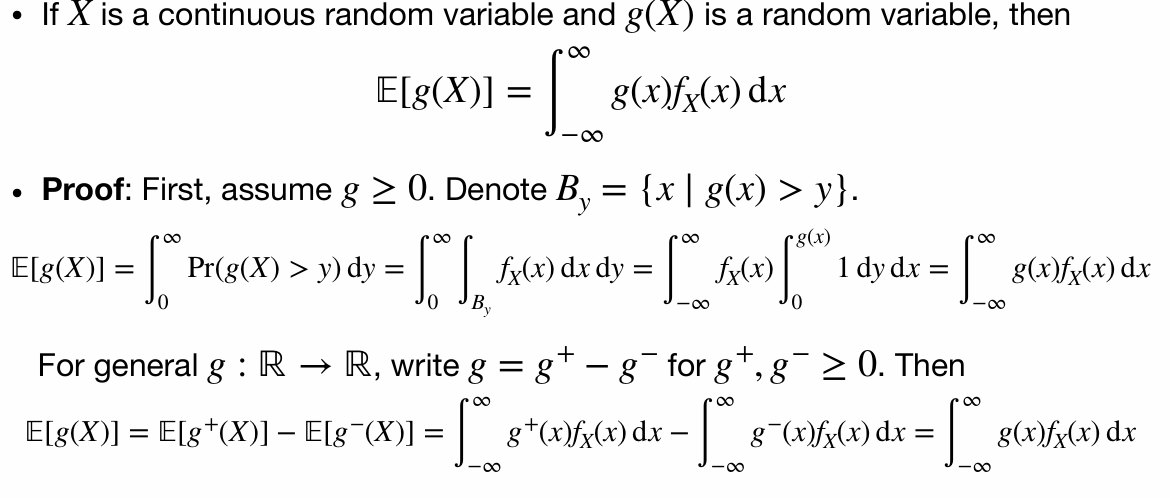 • If X is a continuous random variable and g(X) is a random variable, then
𝔼[g(X)] = ∫_{−∞}^{∞} g(x)f_X(x) dx
• Proof: First, assume g ≥ 0. Denote B_y = {x | g(x) > y}.
𝔼[g(X)] = ∫_0^∞ Pr(g(X) > y) dy = ∫_0^∞ ∫_{B_y} f_X(x) dx dy = ∫_{−∞}^{∞} f_X(x) ∫_0^{g(x)} 1 dy dx = ∫_{−∞}^{∞} g(x)f_X(x) dx
For general g : ℝ → ℝ, write g = g⁺ − g⁻ for g⁺, g⁻ ≥ 0. Then
𝔼[g(X)] = 𝔼[g⁺(X)] − 𝔼[g⁻(X)] = ∫_{−∞}^{∞} g⁺(x)f_X(x) dx − ∫_{−∞}^{∞} g⁻(x)f_X(x) dx = ∫_{−∞}^{∞} g(x)f_X(x) dx